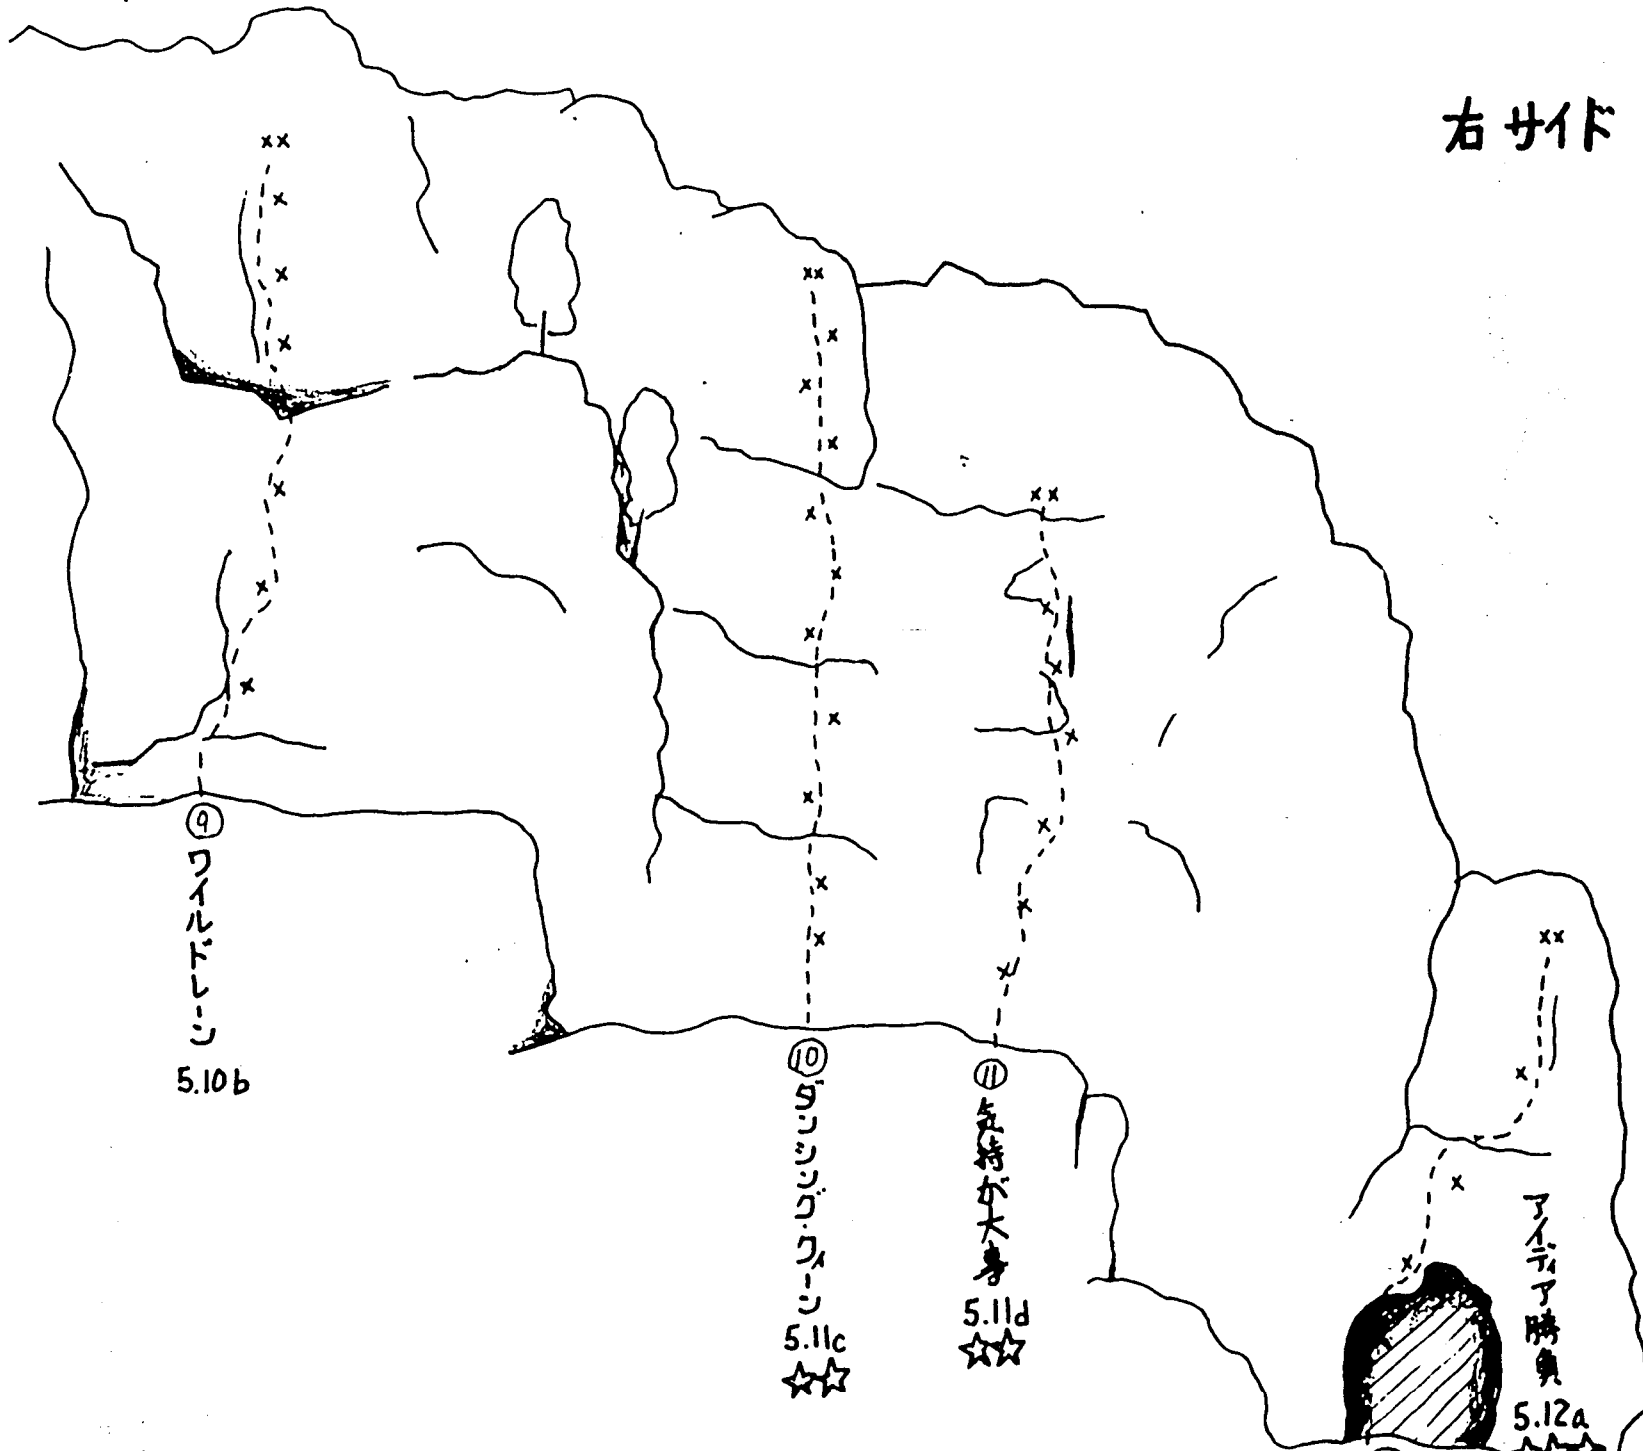 右サイド
⑨
ワイルドレーン
5.10b
⑩
ダンシング・クィーン
5.11c
☆☆
⑪
気持が大事
5.11d
☆☆
アイディア勝負
5.12a
☆☆☆